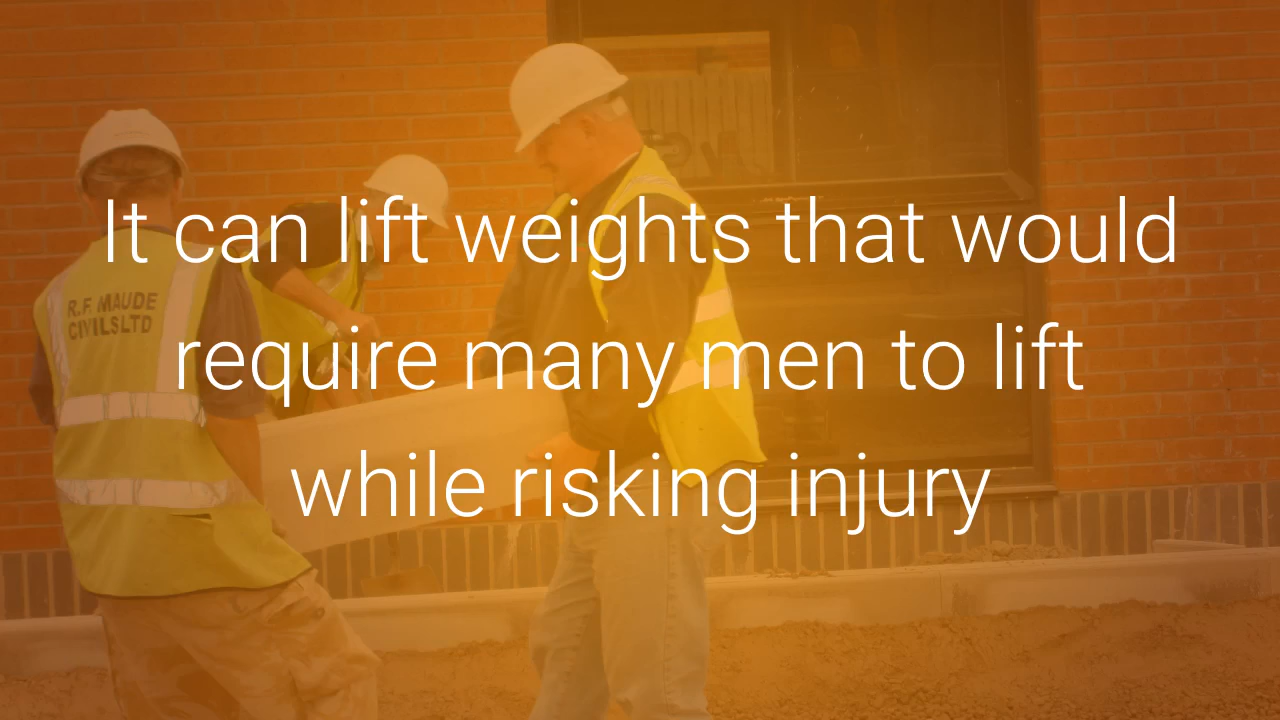 It can lift weights that would
require many men to lift
while risking injury
R.F. MAUDE
CIVILS LTD